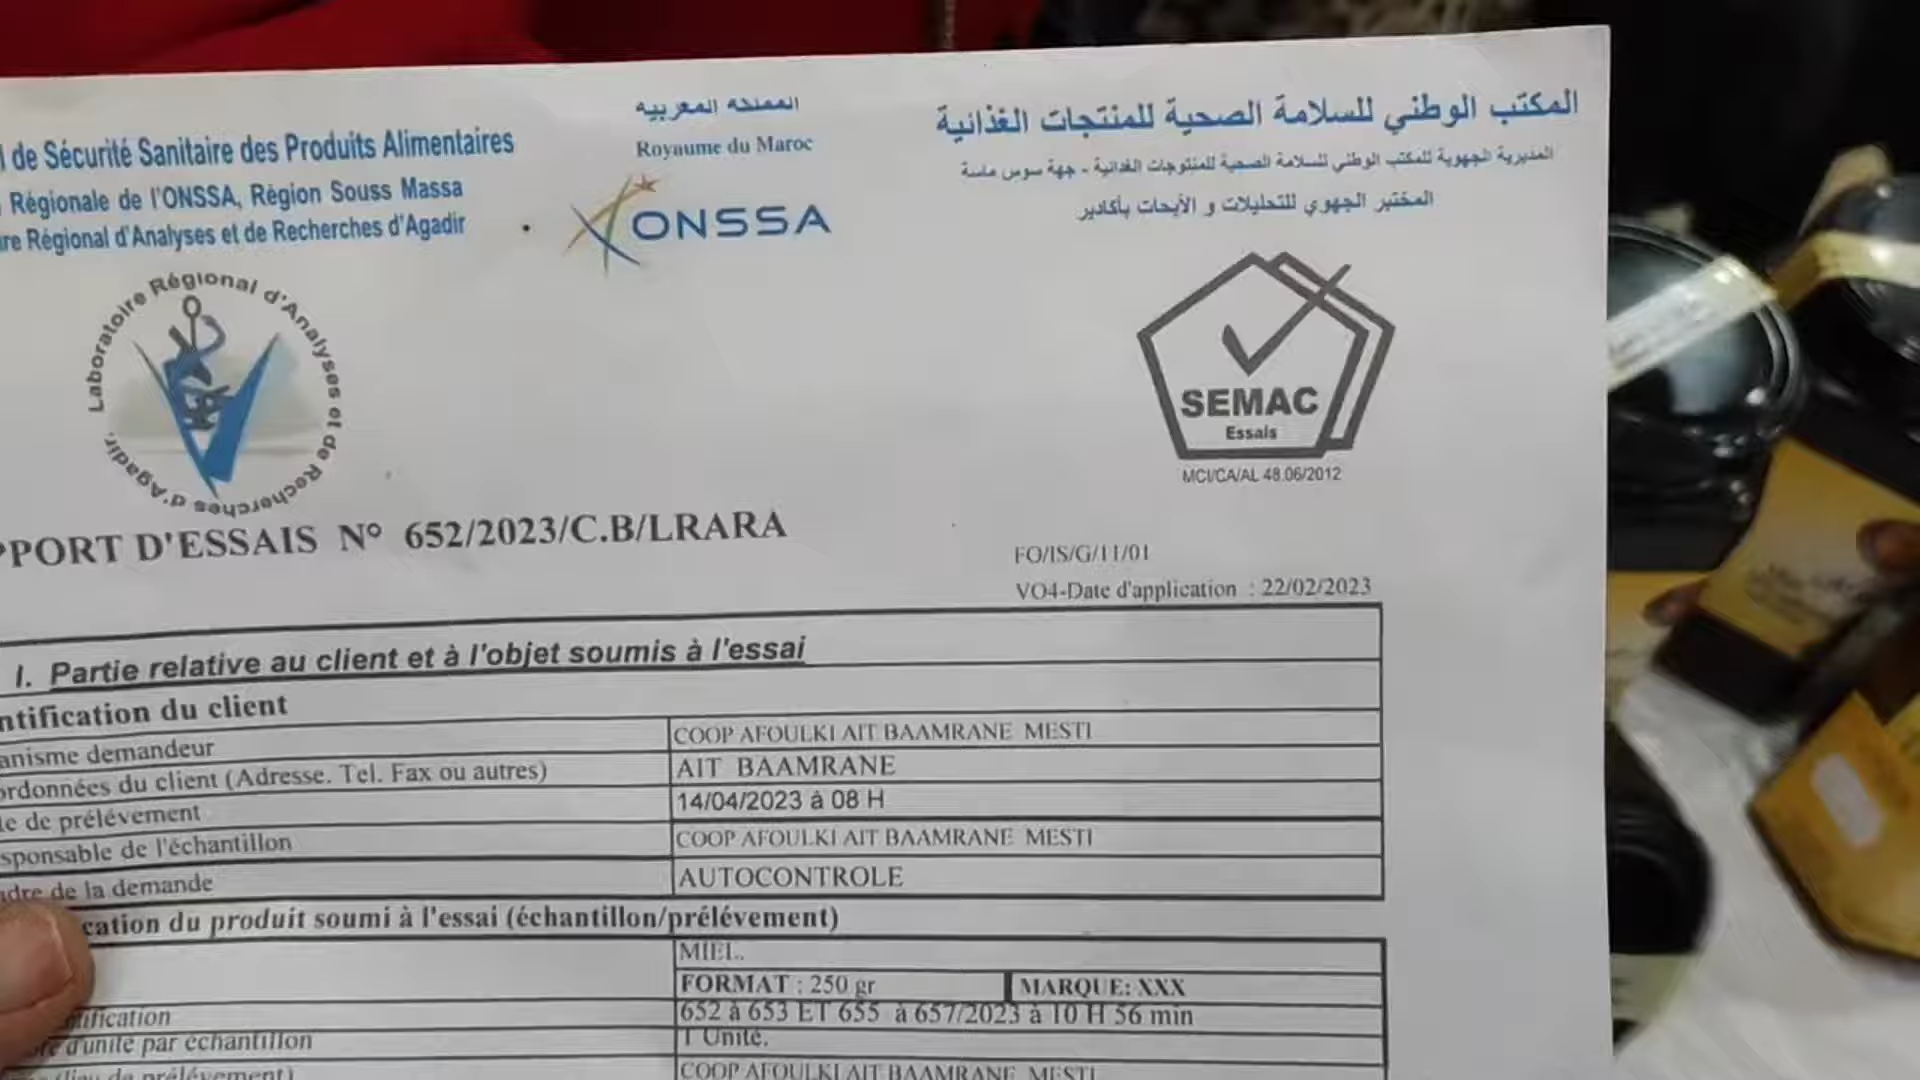 de Sécurité Sanitaire des Produits Alimentaires
Régionale de l'ONSSA, Région Souss Massa
re Régional d'Analyses et de Recherches d'Agadir
المملكة المغربية
Royaume du Maroc
ONSSA
المكتب الوطني للسلامة الصحية للمنتجات الغذائية
المديرية الجهوية للمكتب الوطني للسلامة الصحية للمنتوجات الغذائية - جهة سوس ماسة
المختبر الجهوي للتحليلات و الأبحاث بأكادير
Laboratoire Régional d'Analyses et de Recherches d'Agadir.
SEMAC
Essais
MCI/CA/AL 48.06/2012
PPORT D'ESSAIS N° 652/2023/C.B/LRARA
FO/IS/G/11/01
VO4-Date d'application : 22/02/2023
I. Partie relative au client et à l'objet soumis à l'essai
ntification du client
anisme demandeur COOP AFOULKI AIT BAAMRANE MESTI
ordonnées du client (Adresse. Tel. Fax ou autres) AIT BAAMRANE
te de prélévement 14/04/2023 à 08 H
sponsable de l'échantillon COOP AFOULKI AIT BAAMRANE MESTI
adre de la demande AUTOCONTROLE
cation du produit soumi à l'essai (échantillon/prélévement)
MIEL.
FORMAT : 250 gr MARQUE: XXX
ntification 652 à 653 ET 655 à 657/2023 à 10 H 56 min
re d'unité par échantillon 1 Unité.
(lieu de prélévement) COOP AFOULKI AIT BAAMRANE MESTI